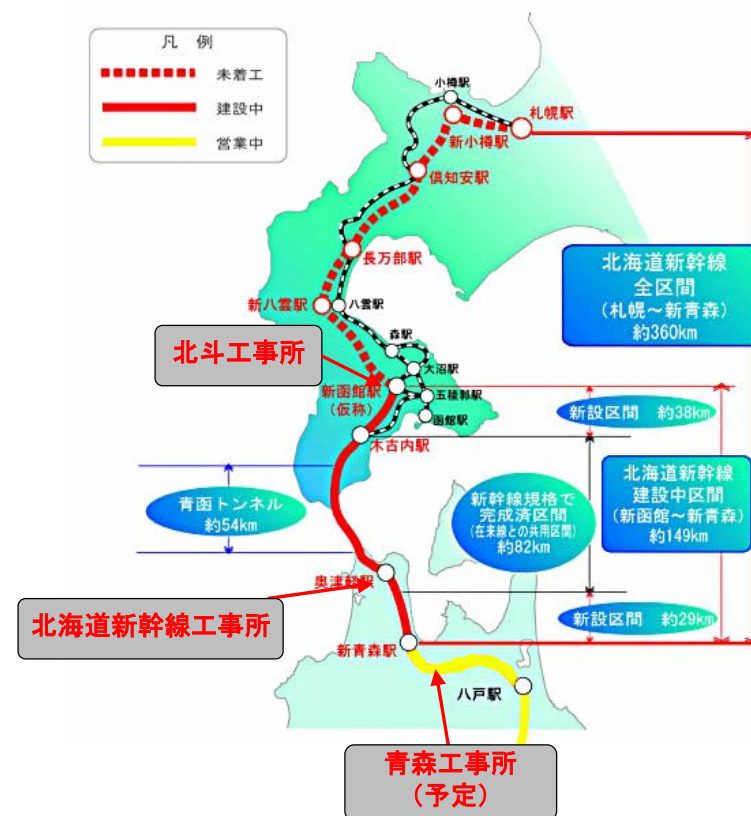 凡 例
未着工
建設中
営業中
小樽駅
札幌駅
新小樽駅
倶知安駅
長万部駅
北海道新幹線
全区間
(札幌～新青森)
約360km
新八雲駅
八雲駅
森駅
北斗工事所
大沼駅
新函館駅
(仮称)
五稜郭駅
函館駅
新設区間 約38km
木古内駅
青函トンネル
約54km
新幹線規格で
完成済区間
(在来線との共用区間)
約82km
北海道新幹線
建設中区間
(新函館～新青森)
約149km
奥津軽駅
北海道新幹線工事所
新設区間 約29km
新青森駅
八戸駅
青森工事所
(予定)